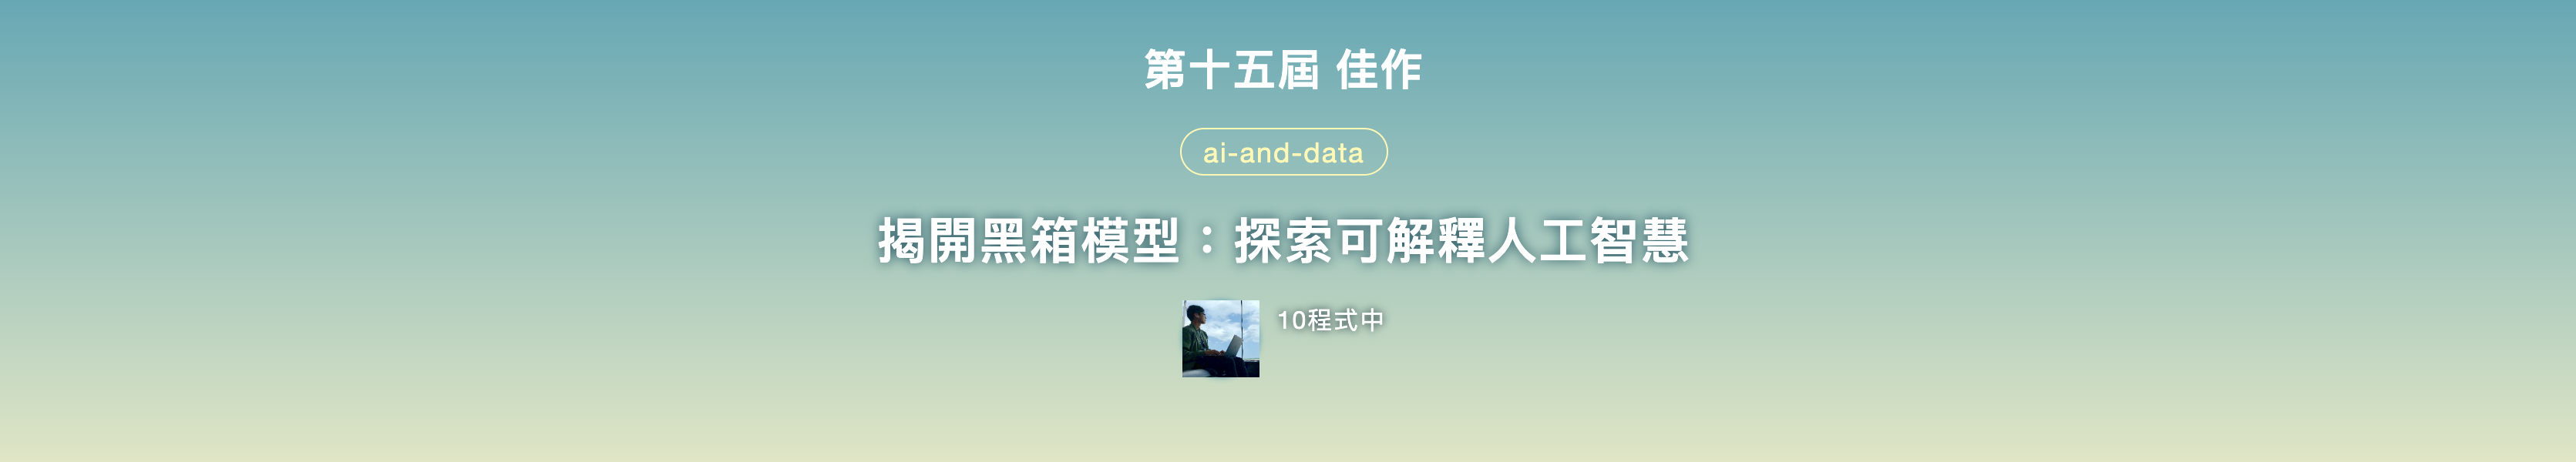 第十五屆 佳作
ai-and-data
揭開黑箱模型：探索可解釋人工智慧
10程式中